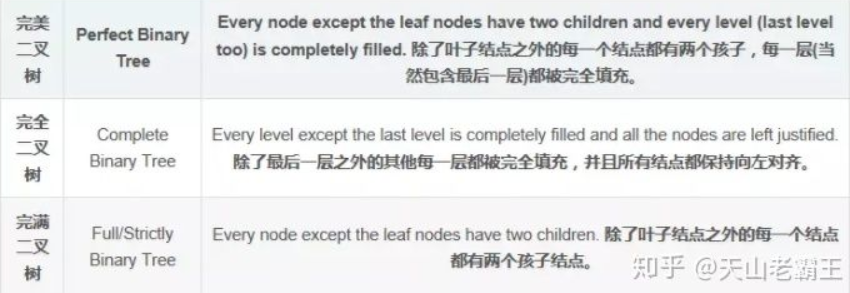 完美
二叉
树
Perfect Binary
Tree
Every node except the leaf nodes have two children and every level (last level
too) is completely filled. 除了叶子结点之外的每一个结点都有两个孩子，每一层(当
然包含最后一层)都被完全填充。
完全
二叉
树
Complete
Binary Tree
Every level except the last level is completely filled and all the nodes are left justified.
除了最后一层之外的其他每一层都被完全填充，并且所有结点都保持向左对齐。
完满
二叉
树
Full/Strictly
Binary Tree
Every node except the leaf nodes have two children. 除了叶子结点之外的每一个结点
都有两个孩子结点。
知乎 @天山老霸王